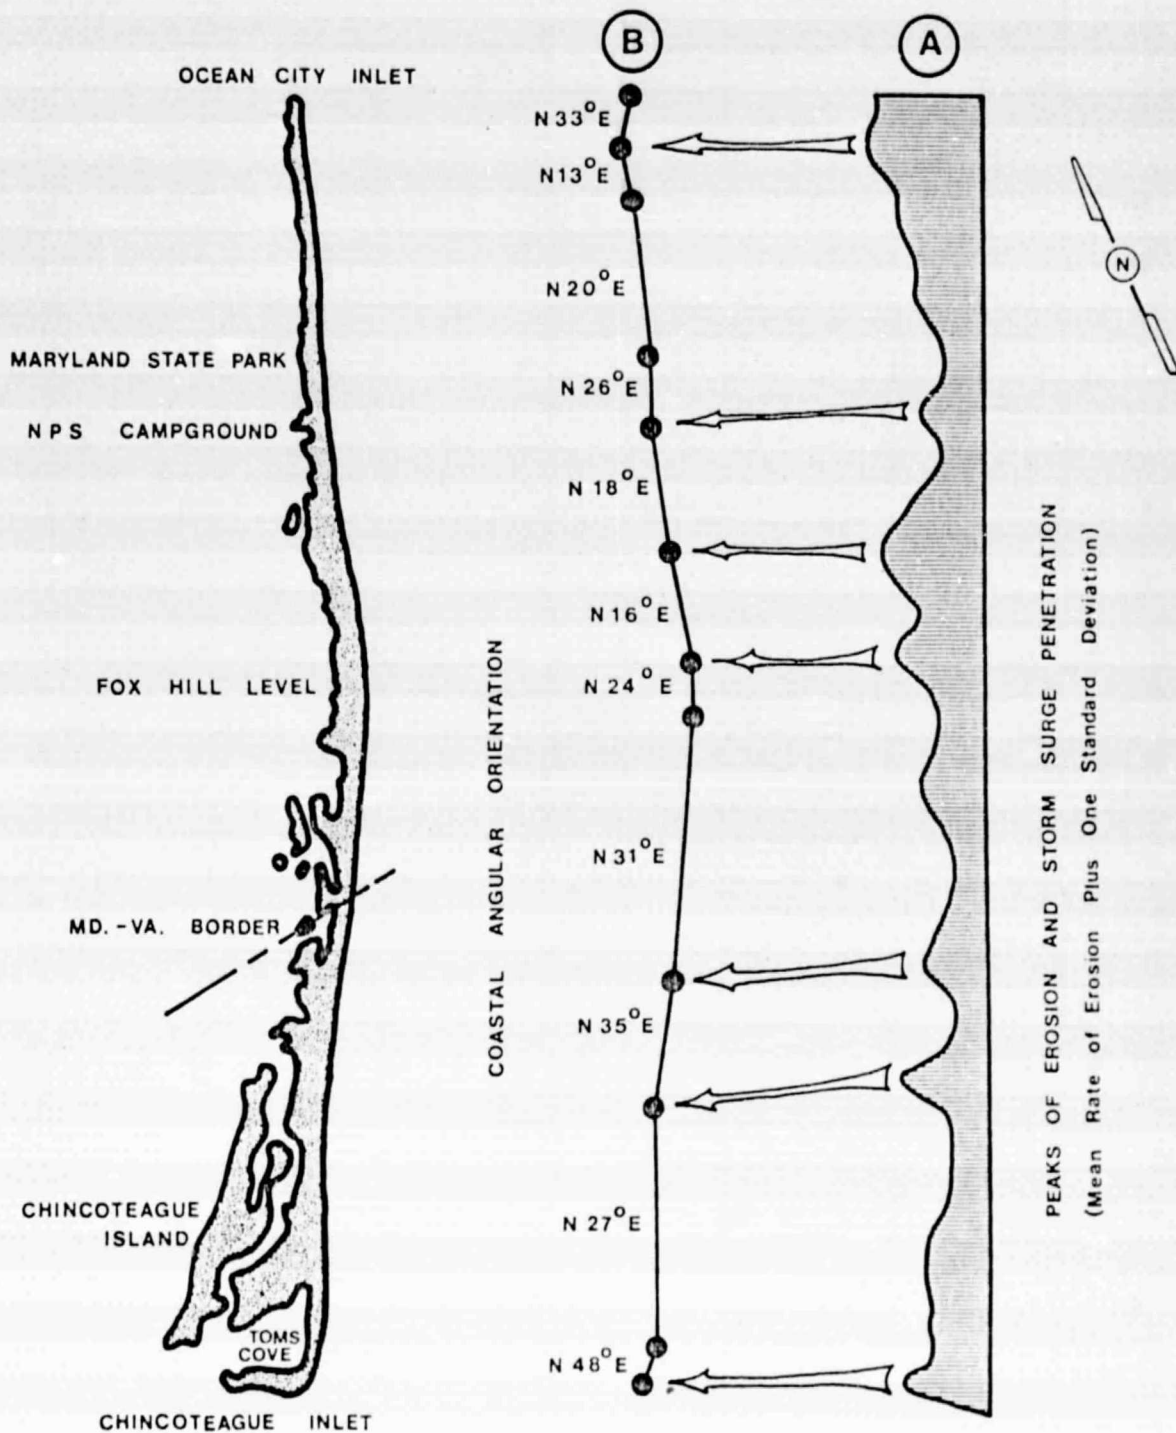 B
A
OCEAN CITY INLET
N 33°E
N13°E
N 20°E
N
MARYLAND STATE PARK
N 26°E
NPS CAMPGROUND
N 18°E
N16°E
FOX HILL LEVEL
N 24°E
COASTAL ANGULAR ORIENTATION
PEAKS OF EROSION AND STORM SURGE PENETRATION
(Mean Rate of Erosion Plus One Standard Deviation)
N 31°E
MD.-VA. BORDER
N 35°E
CHINCOTEAGUE
ISLAND
N 27°E
TOMS
COVE
N 48°E
CHINCOTEAGUE INLET